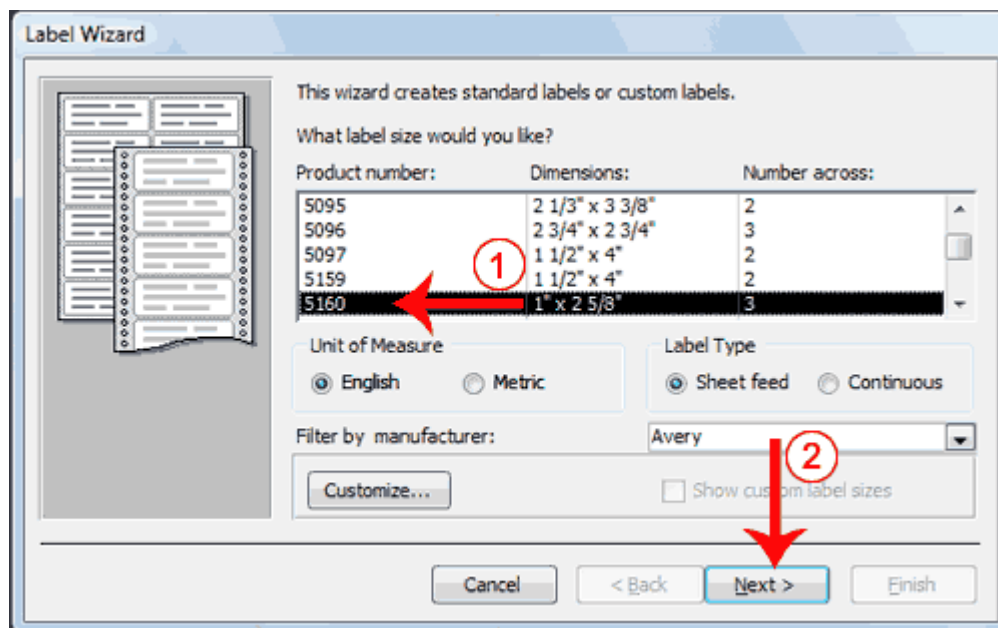 Label Wizard
This wizard creates standard labels or custom labels.
What label size would you like?
Product number: Dimensions: Number across:
5095 2 1/3" x 3 3/8" 2
5096 2 3/4" x 2 3/4" 3
5097 1 1/2" x 4" 2
1
5159 1 1/2" x 4" 2
5160 1" x 2 5/8" 3
Unit of Measure Label Type
English Metric Sheet feed Continuous
Filter by manufacturer: Avery
2
Customize... Show custom label sizes
Cancel < Back Next > Finish